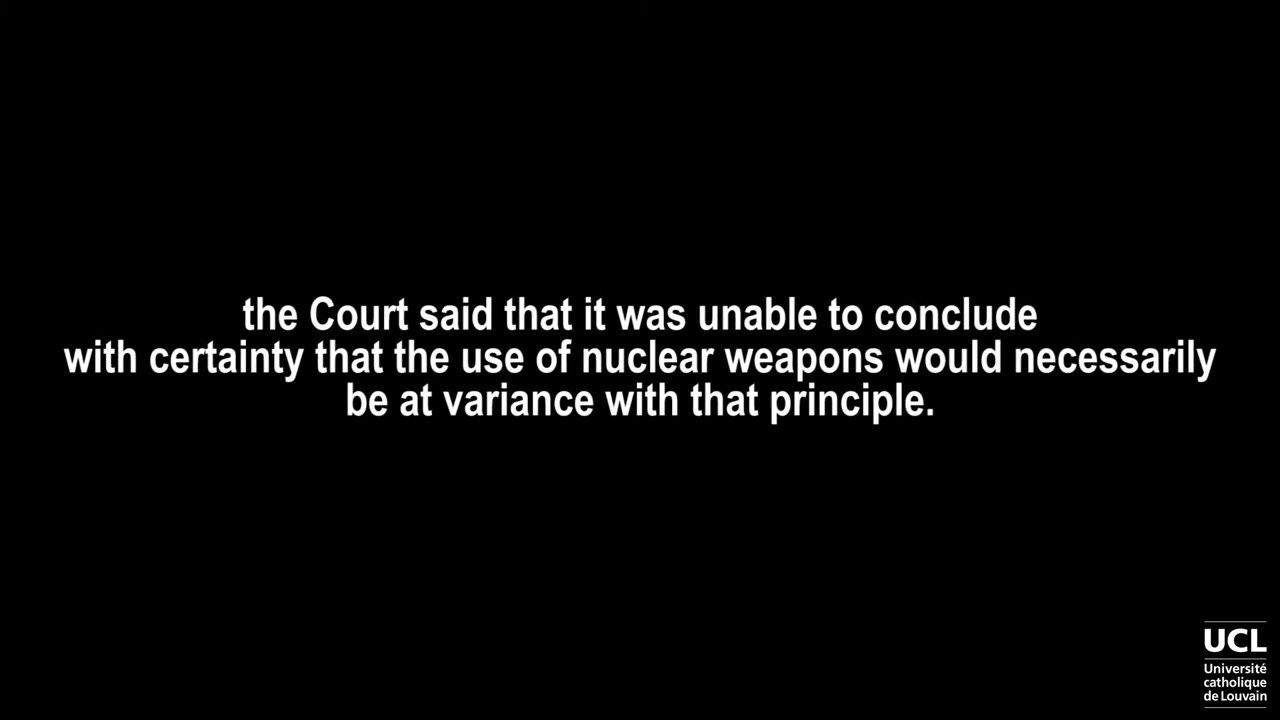 the Court said that it was unable to conclude
with certainty that the use of nuclear weapons would necessarily
be at variance with that principle.
UCL
Université
catholique
de Louvain